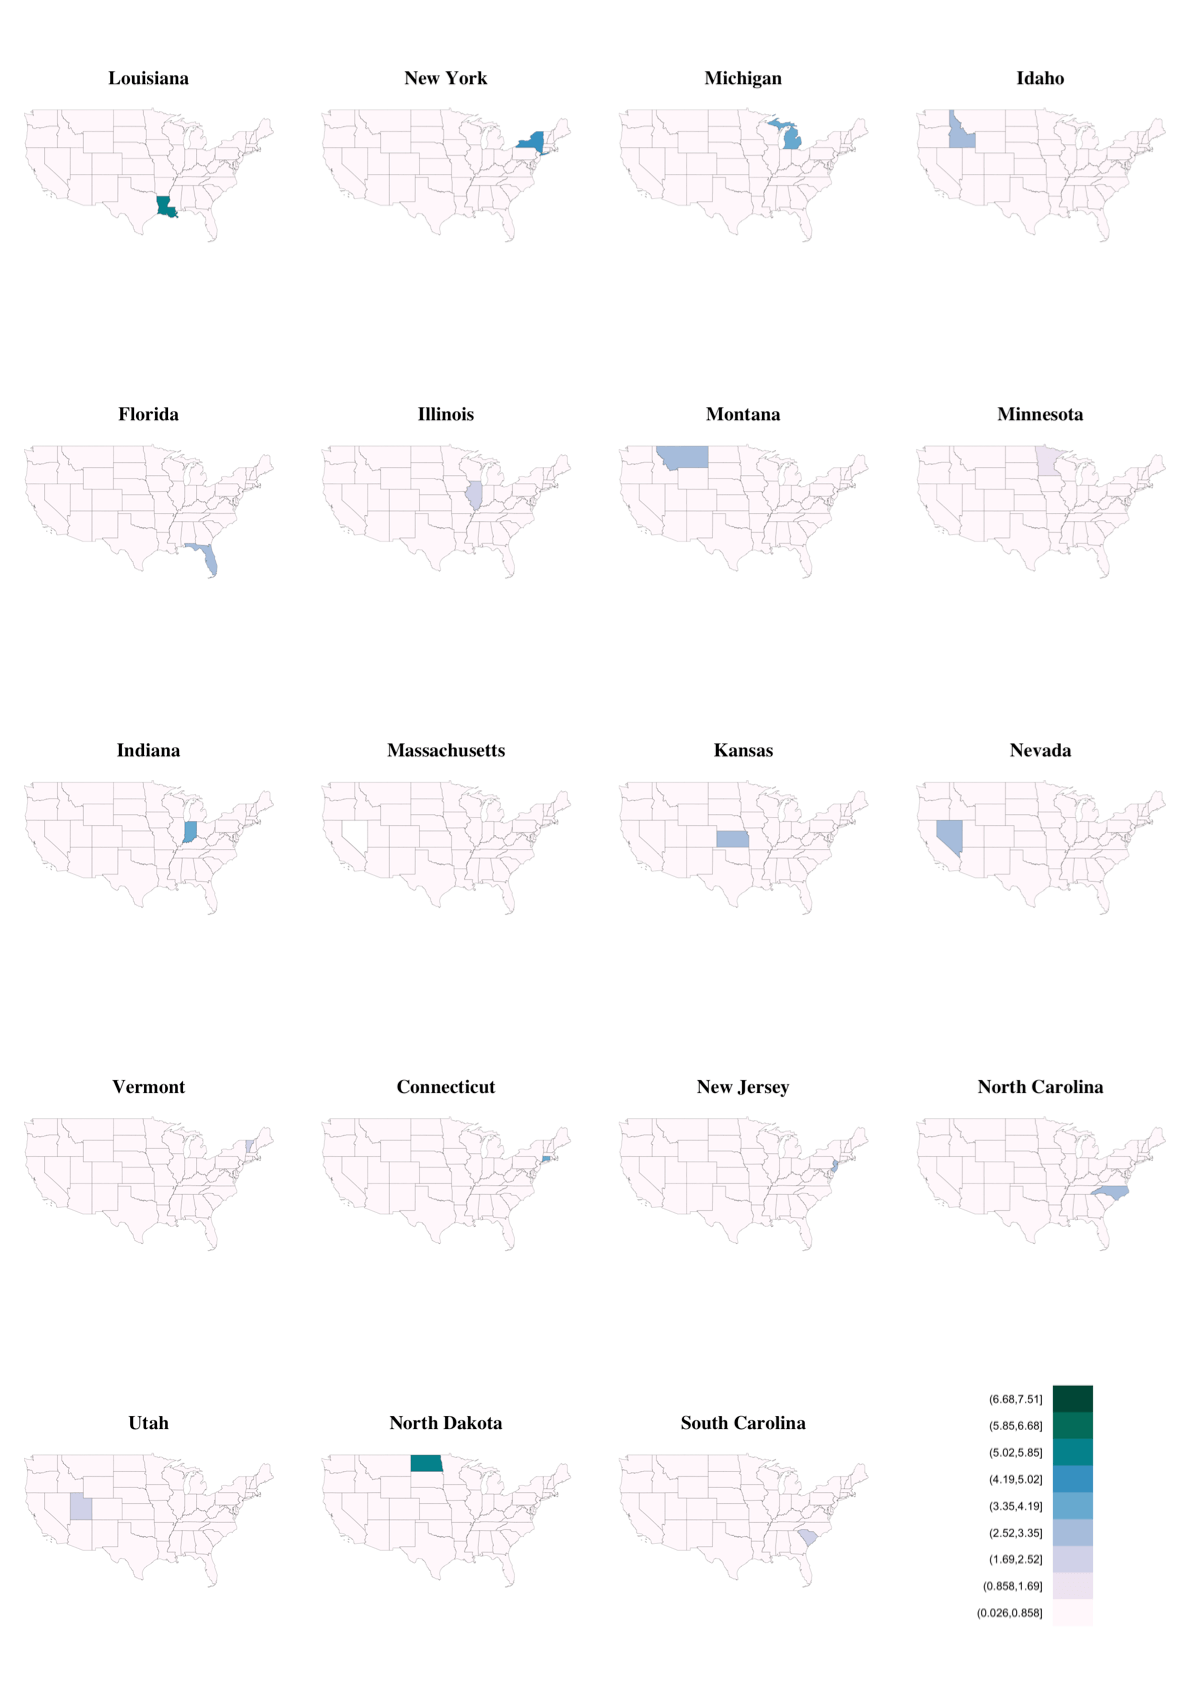 Louisiana
New York
Michigan
Idaho
Florida
Illinois
Montana
Minnesota
Indiana
Massachusetts
Kansas
Nevada
Vermont
Connecticut
New Jersey
North Carolina
Utah
North Dakota
South Carolina
(6.68,7.51]
(5.85,6.68]
(5.02,5.85]
(4.19,5.02]
(3.35,4.19]
(2.52,3.35]
(1.69,2.52]
(0.858,1.69]
(0.026,0.858]